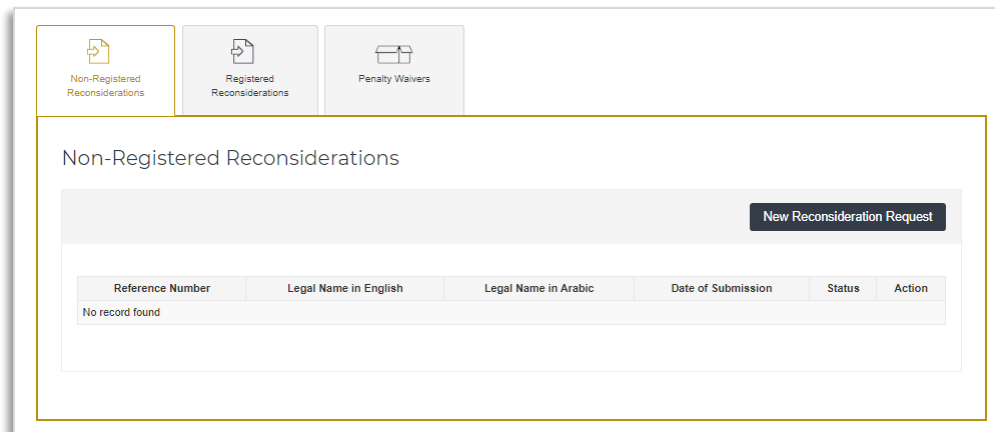 Non-Registered
Reconsiderations
Registered
Reconsiderations
Penalty Waivers
Non-Registered Reconsiderations
New Reconsideration Request
Reference Number Legal Name in English Legal Name in Arabic Date of Submission Status Action
No record found